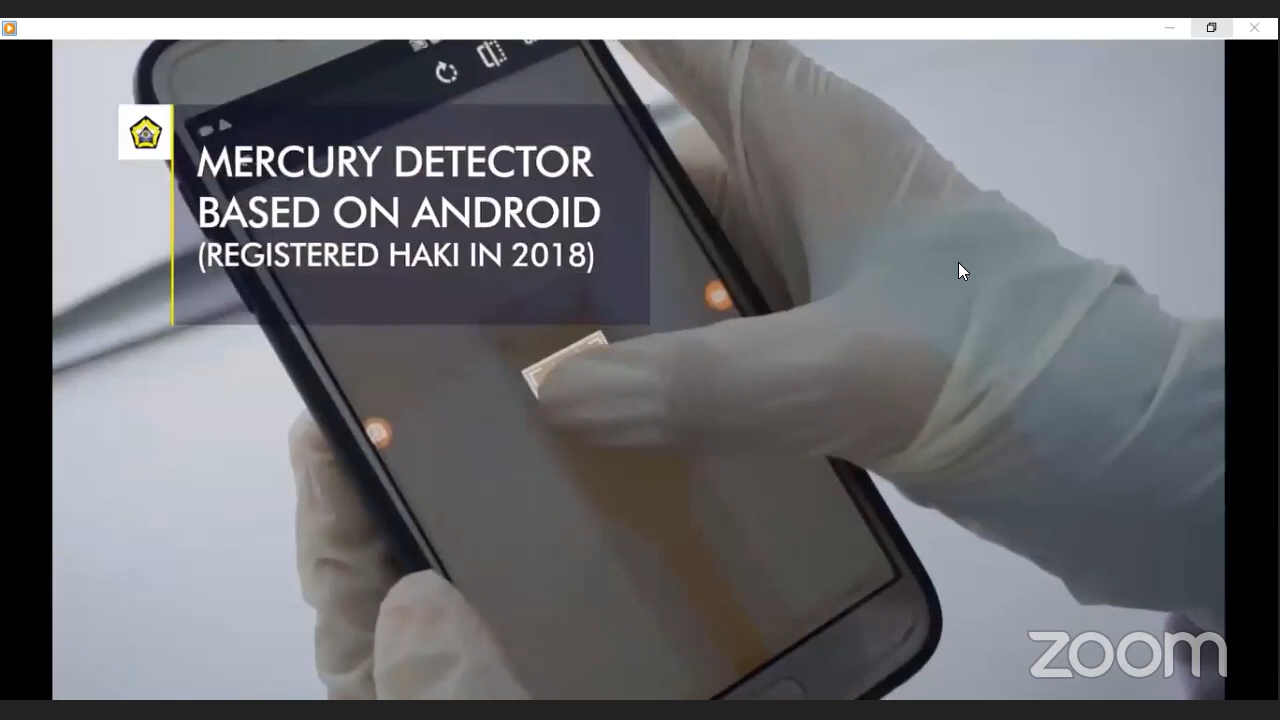 MERCURY DETECTOR
BASED ON ANDROID
(REGISTERED HAKI IN 2018)
zoom